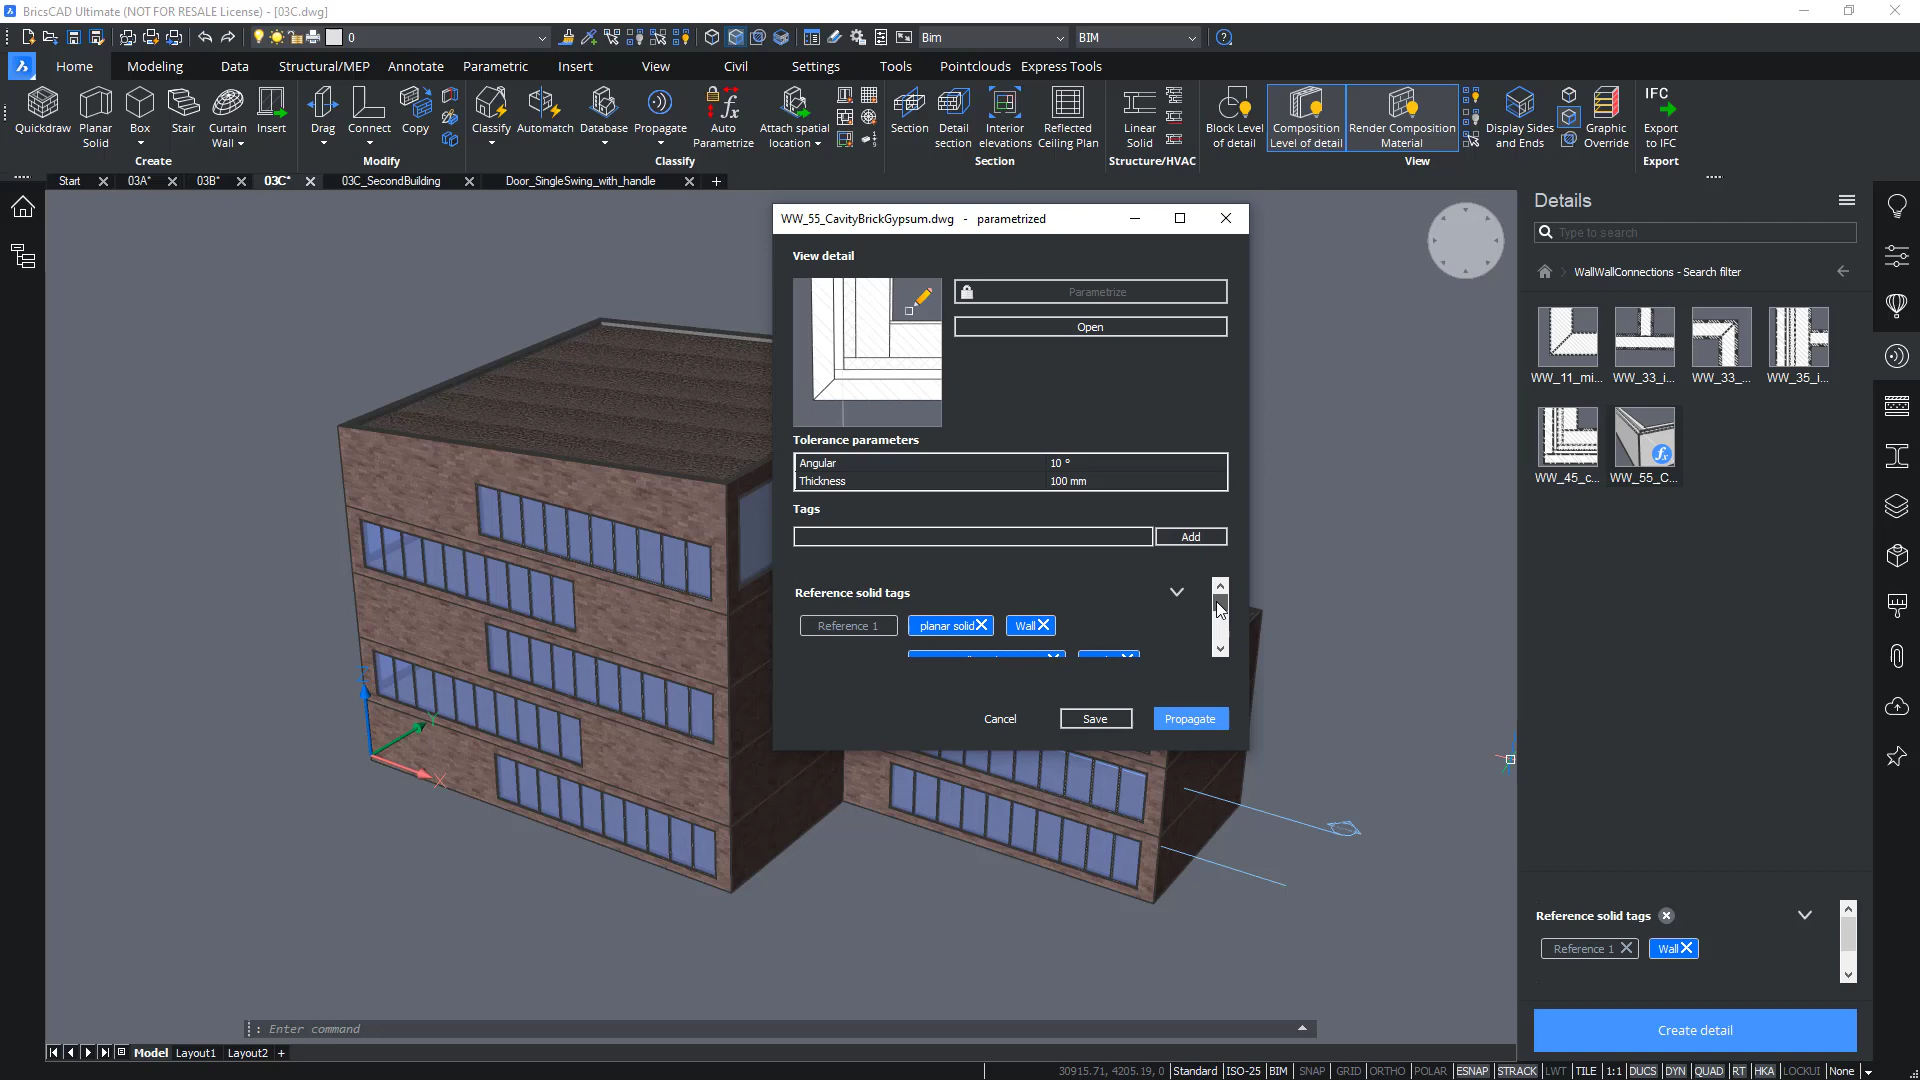 BricsCAD Ultimate (NOT FOR RESALE License) - [03C.dwg]
0
Bim
BIM
Home Modeling Data Structural/MEP Annotate Parametric Insert View Civil Settings Tools Pointclouds Express Tools
Quickdraw Planar Solid Box Stair Curtain Wall Insert
Drag Connect Copy
Classify Automatch Database Propagate Auto Parametrize Attach spatial location
Section Detail section Interior elevations Reflected Ceiling Plan
Linear Solid
Block Level of detail Composition Level of detail Render Composition Material Display Sides and Ends Graphic Override
IFC
Export to IFC
Create Modify Classify Section Structure/HVAC View Export
Start 03A* 03B* 03C* 03C_SecondBuilding Door_SingleSwing_with_handle
WW_55_CavityBrickGypsum.dwg - parametrized
View detail
Parametrize
Open
Tolerance parameters
Angular 10 °
Thickness 100 mm
Tags
Add
Reference solid tags
Reference 1 planar solid Wall
Cancel Save Propagate
X
Y
Details
Type to search
WallWallConnections - Search filter
WW_11_mi... WW_33_i... WW_33_... WW_35_i...
fx
WW_45_c... WW_55_C...
Reference solid tags
Reference 1 Wall
Create detail
: Enter command
Model Layout1 Layout2 +
30915.71, 4205.19, 0 Standard ISO-25 BIM SNAP GRID ORTHO POLAR ESNAP STRACK LWT TILE 1:1 DUCS DYN QUAD RT HKA LOCKUI None